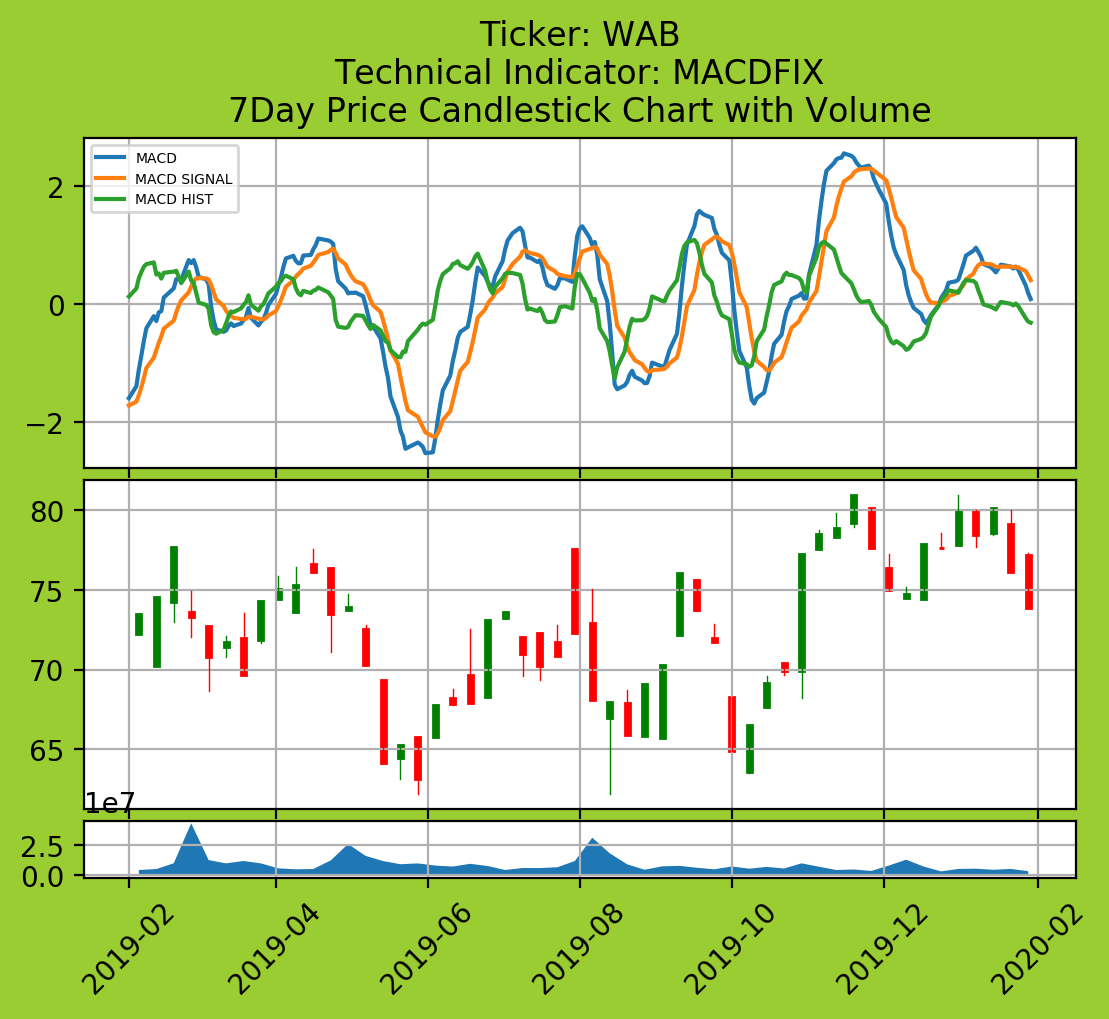 Ticker: WAB
Technical Indicator: MACDFIX
7Day Price Candlestick Chart with Volume
MACD
MACD SIGNAL
MACD HIST
2
0
−2
80
75
70
65
1e7
2.5
0.0
2019-02
2019-04
2019-06
2019-08
2019-10
2019-12
2020-02